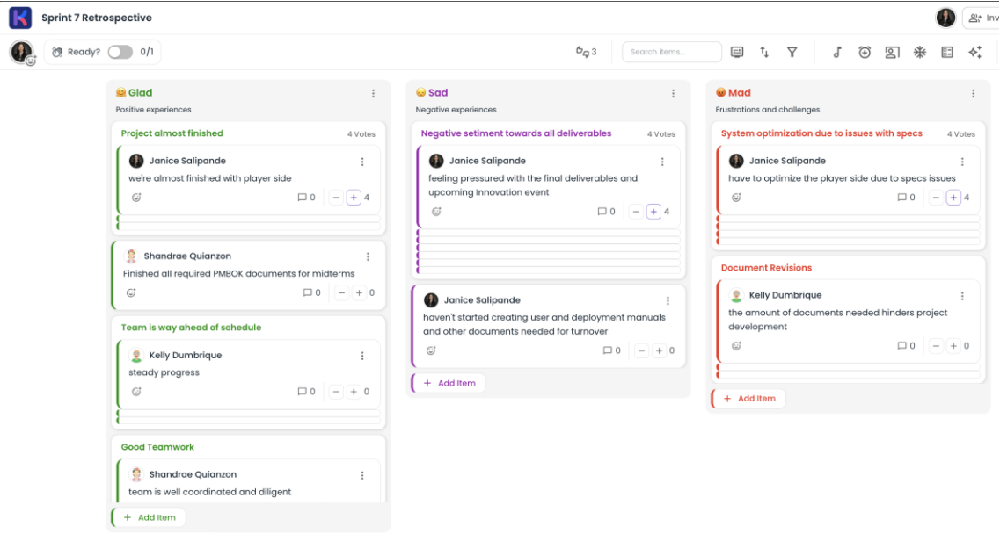 Sprint 7 Retrospective
Inv
Ready?
0/1
3
Search items...
Glad
Positive experiences
Project almost finished
4 Votes
Janice Salipande
we're almost finished with player side
0
4
Shandrae Quianzon
Finished all required PMBOK documents for midterms
0
0
Team is way ahead of schedule
Kelly Dumbrique
steady progress
0
0
Good Teamwork
Shandrae Quianzon
team is well coordinated and diligent
+ Add Item
Sad
Negative experiences
Negative setiment towards all deliverables
4 Votes
Janice Salipande
feeling pressured with the final deliverables and
upcoming Innovation event
0
4
Janice Salipande
haven't started creating user and deployment manuals
and other documents needed for turnover
0
0
+ Add Item
Mad
Frustrations and challenges
System optimization due to issues with specs
4 Votes
Janice Salipande
have to optimize the player side due to specs issues
0
4
Document Revisions
Kelly Dumbrique
the amount of documents needed hinders project
development
0
0
+ Add Item